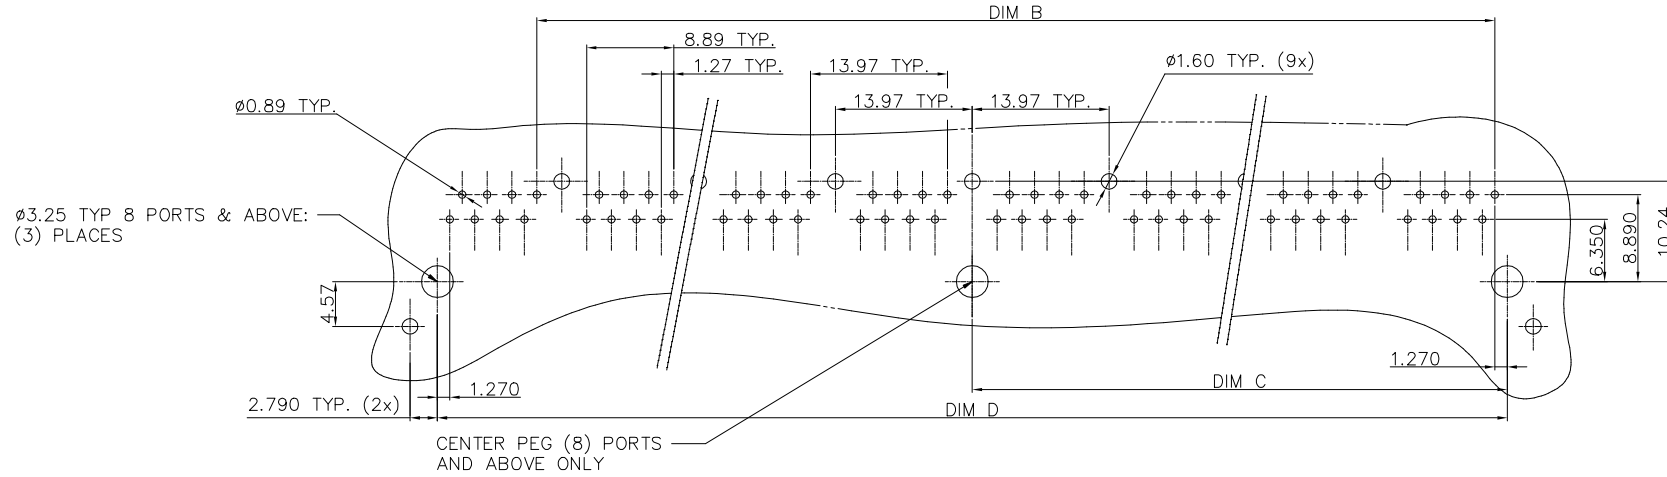 DIM B
8.89 TYP.
1.27 TYP.
13.97 TYP.
ø1.60 TYP. (9x)
ø0.89 TYP.
13.97 TYP.
13.97 TYP.
ø3.25 TYP 8 PORTS & ABOVE:
(3) PLACES
6.350
8.890
10.24
4.57
1.270
1.270
DIM C
2.790 TYP. (2x)
DIM D
CENTER PEG (8) PORTS
AND ABOVE ONLY